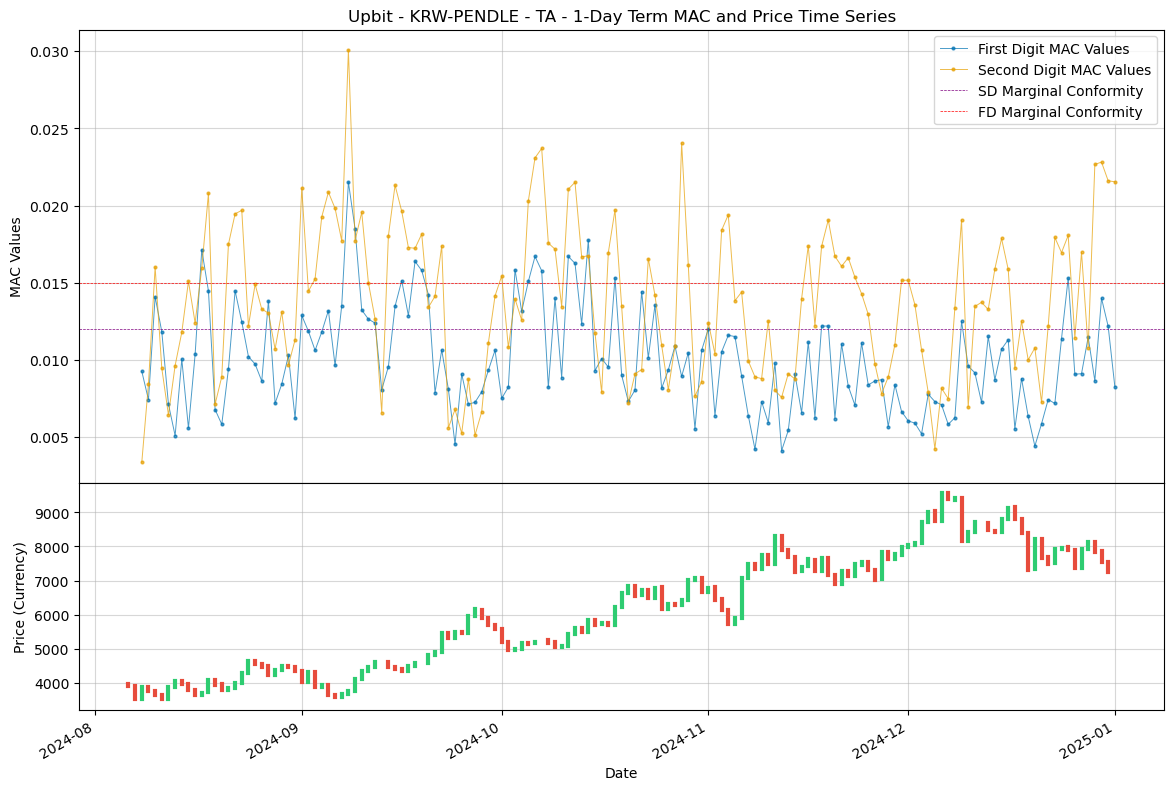 Upbit - KRW-PENDLE - TA - 1-Day Term MAC and Price Time Series
First Digit MAC Values
Second Digit MAC Values
SD Marginal Conformity
FD Marginal Conformity
MAC Values
0.030
0.025
0.020
0.015
0.010
0.005
Price (Currency)
9000
8000
7000
6000
5000
4000
2024-08
2024-09
2024-10
2024-11
2024-12
2025-01
Date